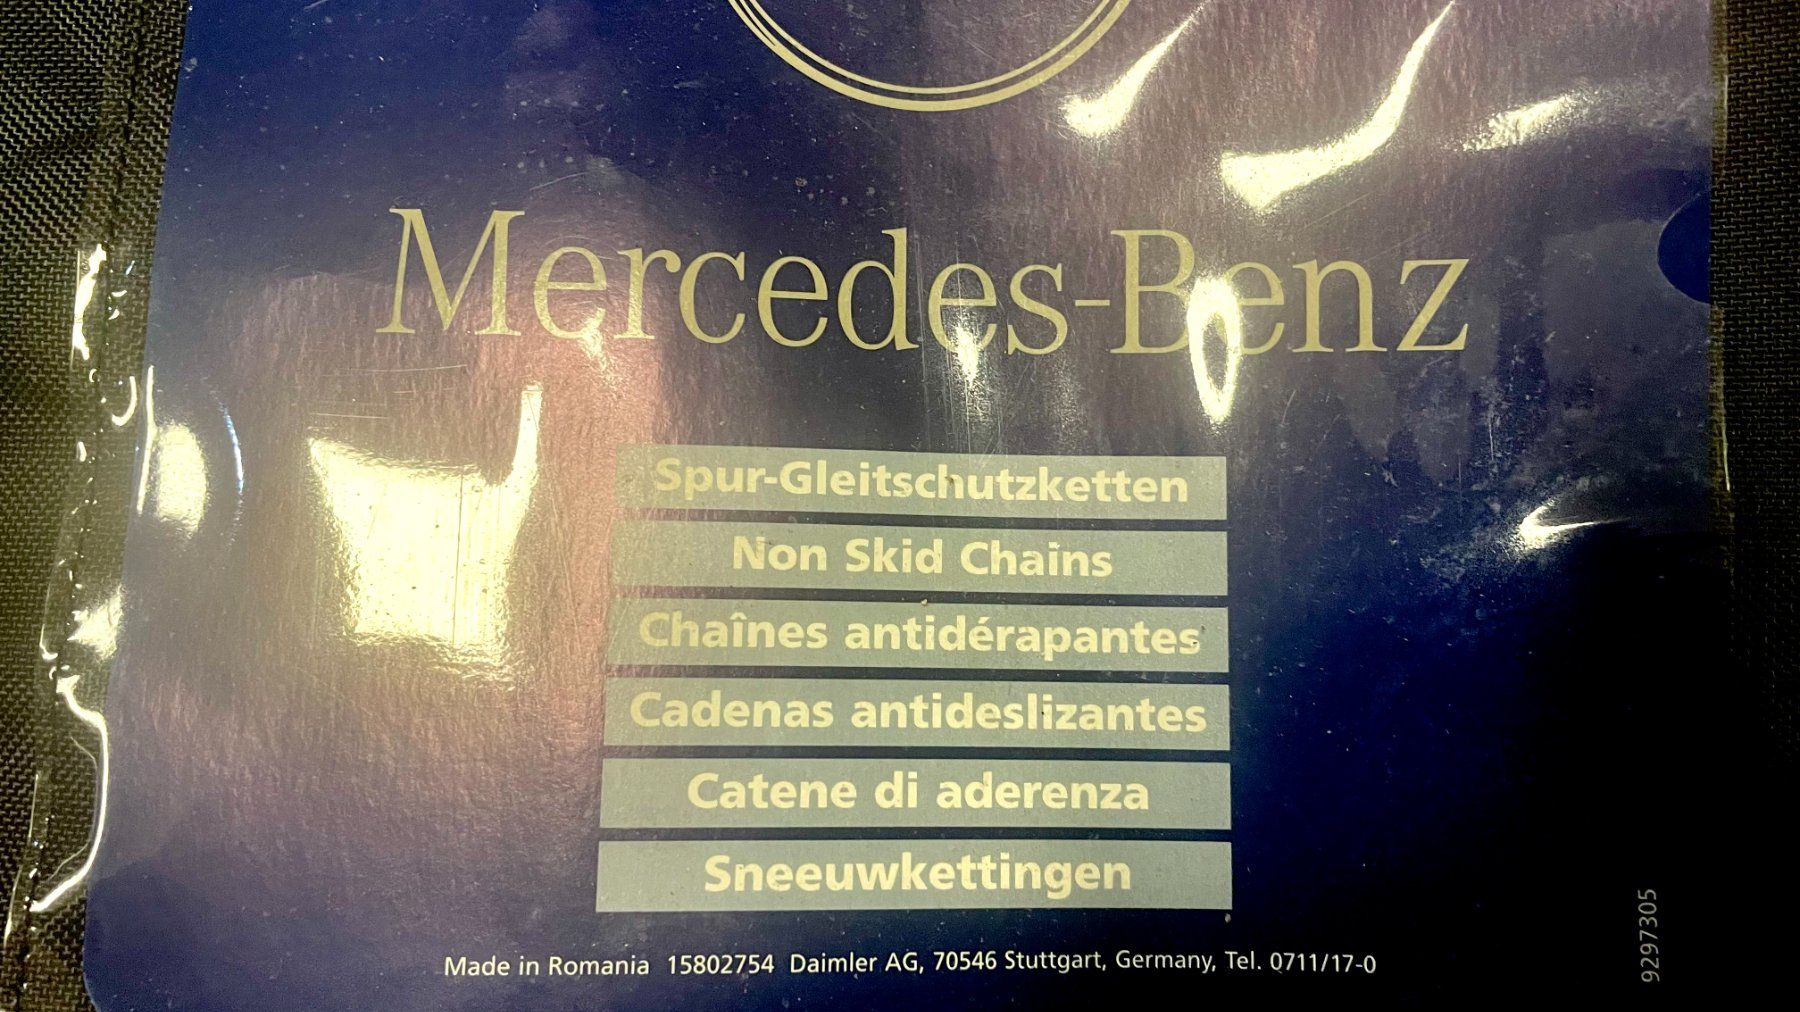 Mercedes-Benz
Spur-Gleitschutzketten
Non Skid Chains
Chaînes antidérapantes
Cadenas antideslizantes
Catene di aderenza
Sneeuwkettingen
Made in Romania 15802754 Daimler AG, 70546 Stuttgart, Germany, Tel. 0711/17-0
9297305